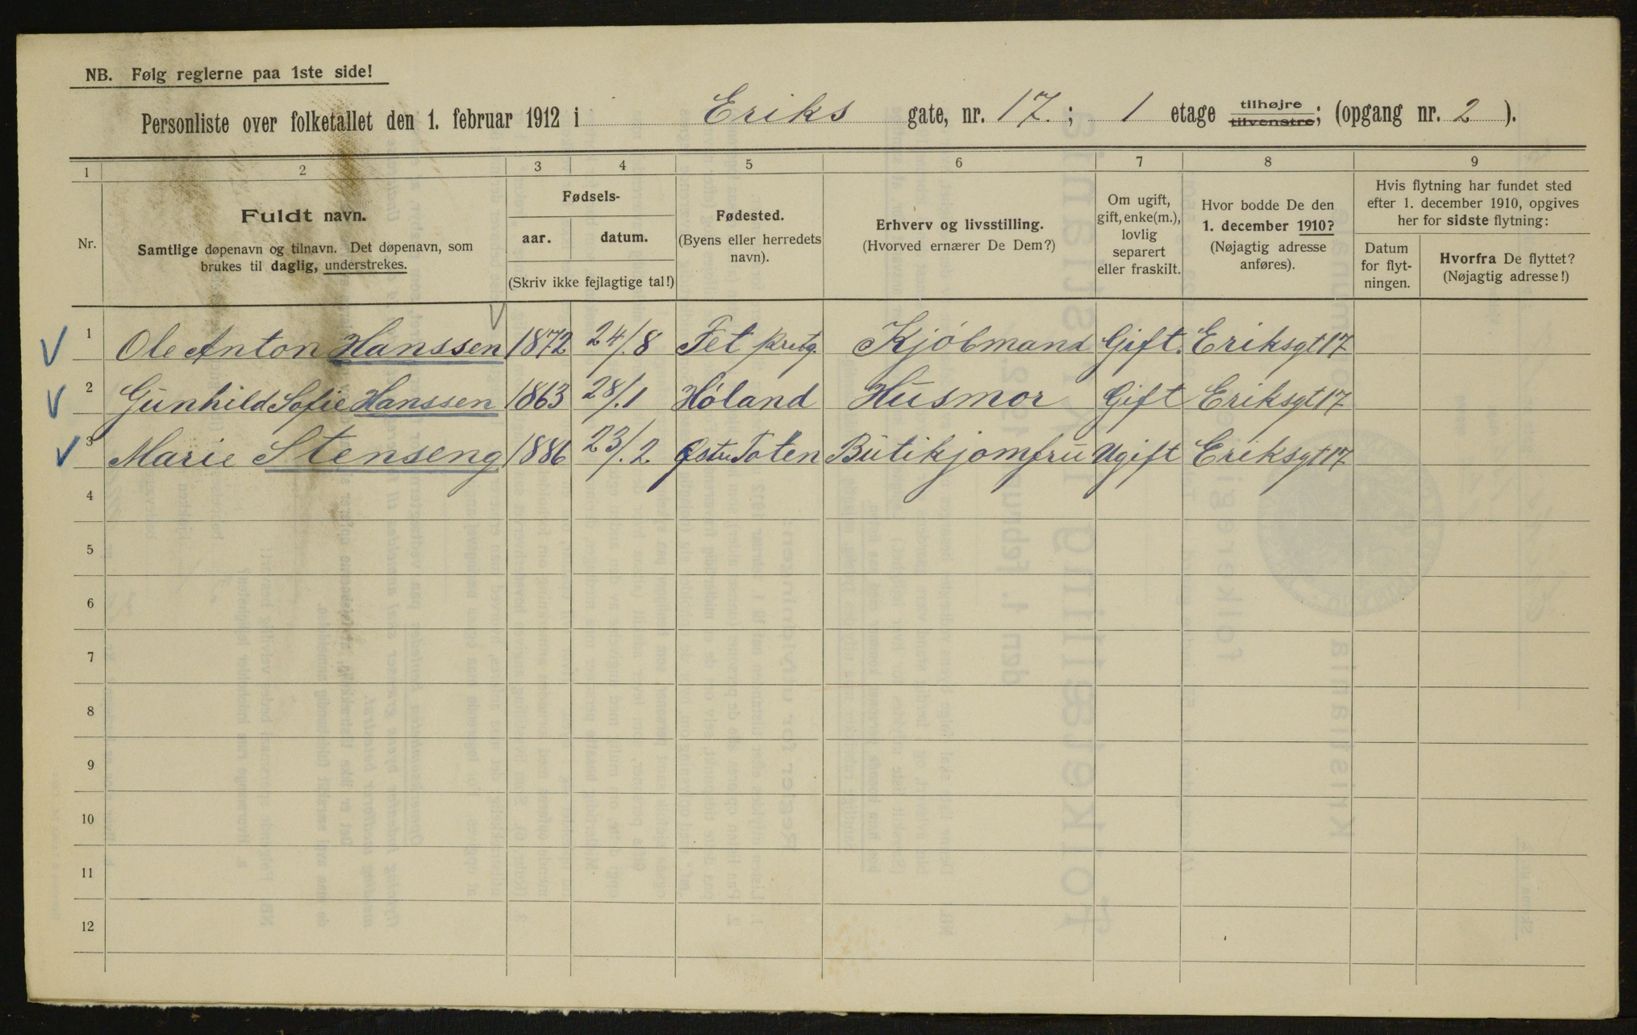 NB. Følg reglerne paa 1ste side!
Personliste over folketallet den 1. februar 1912 i Eriks gate, nr. 17. ; 1 etage tilhøjre tilvenstre; (opgang nr. 2 ).
1 2 3 4 5 6 7 8 9
Nr.
Fuldt navn.
Samtlige døpenavn og tilnavn. Det døpenavn, som
brukes til daglig, understrekes.
Fødsels-
aar. datum.
(Skriv ikke fejlagtige tal!)
Fødested.
(Byens eller herredets
navn).
Erhverv og livsstilling.
(Hvorved ernærer De Dem?)
Om ugift,
gift, enke(m.),
lovlig
separert
eller fraskilt.
Hvor bodde De den
1. december 1910?
(Nøjagtig adresse
anføres).
Hvis flytning har fundet sted
efter 1. december 1910, opgives
her for sidste flytning:
Datum
for flyt-
ningen.
Hvorfra De flyttet?
(Nøjagtig adresse!)
1 Ole Anton Hanssen 1872 24/8 Fet Kjöbmand Gift. Eriksgt 17
2 Gunhild Sofie Hanssen 1863 28/1 Höland Husmor Gift Eriksgt 17
3 Marie Stenseng 1886 23/2 Östre Toten Butikjomfru Ugift Eriksgt 17
4
5
6
7
8
9
10
11
12